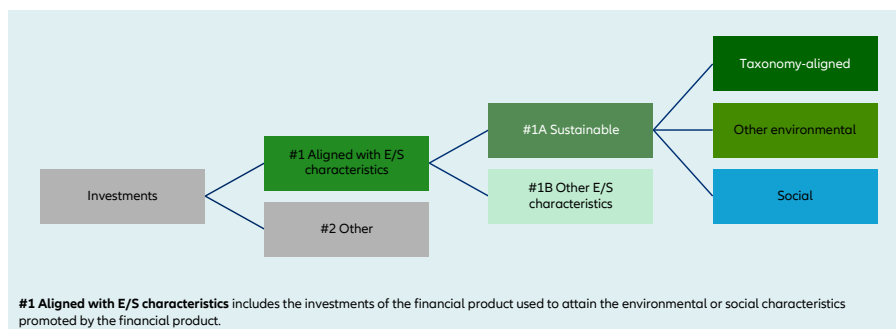 Taxonomy-aligned
#1A Sustainable
Other environmental
#1 Aligned with E/S
characteristics
Investments
#1B Other E/S
characteristics
Social
#2 Other
#1 Aligned with E/S characteristics includes the investments of the financial product used to attain the environmental or social characteristics
promoted by the financial product.